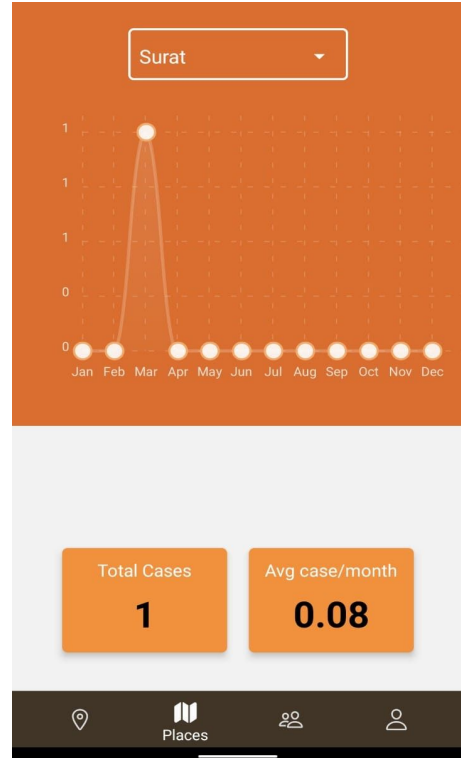 Surat
1
1
1
0
0
Jan Feb Mar Apr May Jun Jul Aug Sep Oct Nov Dec
Total Cases Avg case/month
1 0.08
Places